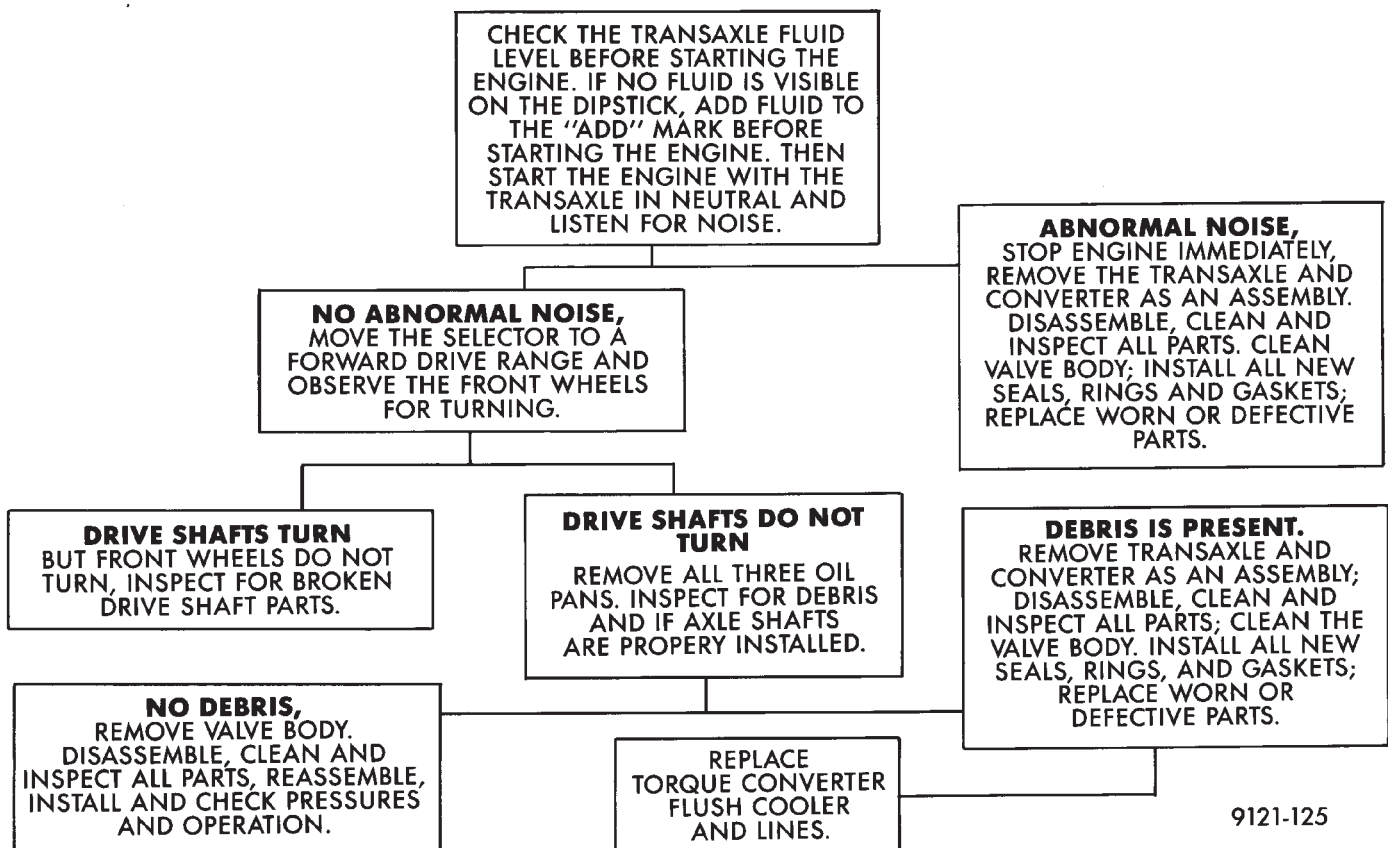 CHECK THE TRANSAXLE FLUID
LEVEL BEFORE STARTING THE
ENGINE. IF NO FLUID IS VISIBLE
ON THE DIPSTICK, ADD FLUID TO
THE "ADD" MARK BEFORE
STARTING THE ENGINE. THEN
START THE ENGINE WITH THE
TRANSAXLE IN NEUTRAL AND
LISTEN FOR NOISE.
ABNORMAL NOISE,
STOP ENGINE IMMEDIATELY,
REMOVE THE TRANSAXLE AND
CONVERTER AS AN ASSEMBLY.
DISASSEMBLE, CLEAN AND
INSPECT ALL PARTS. CLEAN
VALVE BODY; INSTALL ALL NEW
SEALS, RINGS AND GASKETS;
REPLACE WORN OR DEFECTIVE
PARTS.
NO ABNORMAL NOISE,
MOVE THE SELECTOR TO A
FORWARD DRIVE RANGE AND
OBSERVE THE FRONT WHEELS
FOR TURNING.
DRIVE SHAFTS TURN
BUT FRONT WHEELS DO NOT
TURN, INSPECT FOR BROKEN
DRIVE SHAFT PARTS.
DRIVE SHAFTS DO NOT
TURN
REMOVE ALL THREE OIL
PANS. INSPECT FOR DEBRIS
AND IF AXLE SHAFTS
ARE PROPERY INSTALLED.
DEBRIS IS PRESENT.
REMOVE TRANSAXLE AND
CONVERTER AS AN ASSEMBLY;
DISASSEMBLE, CLEAN AND
INSPECT ALL PARTS; CLEAN THE
VALVE BODY. INSTALL ALL NEW
SEALS, RINGS, AND GASKETS;
REPLACE WORN OR
DEFECTIVE PARTS.
NO DEBRIS,
REMOVE VALVE BODY.
DISASSEMBLE, CLEAN AND
INSPECT ALL PARTS, REASSEMBLE,
INSTALL AND CHECK PRESSURES
AND OPERATION.
REPLACE
TORQUE CONVERTER
FLUSH COOLER
AND LINES.
9121-125